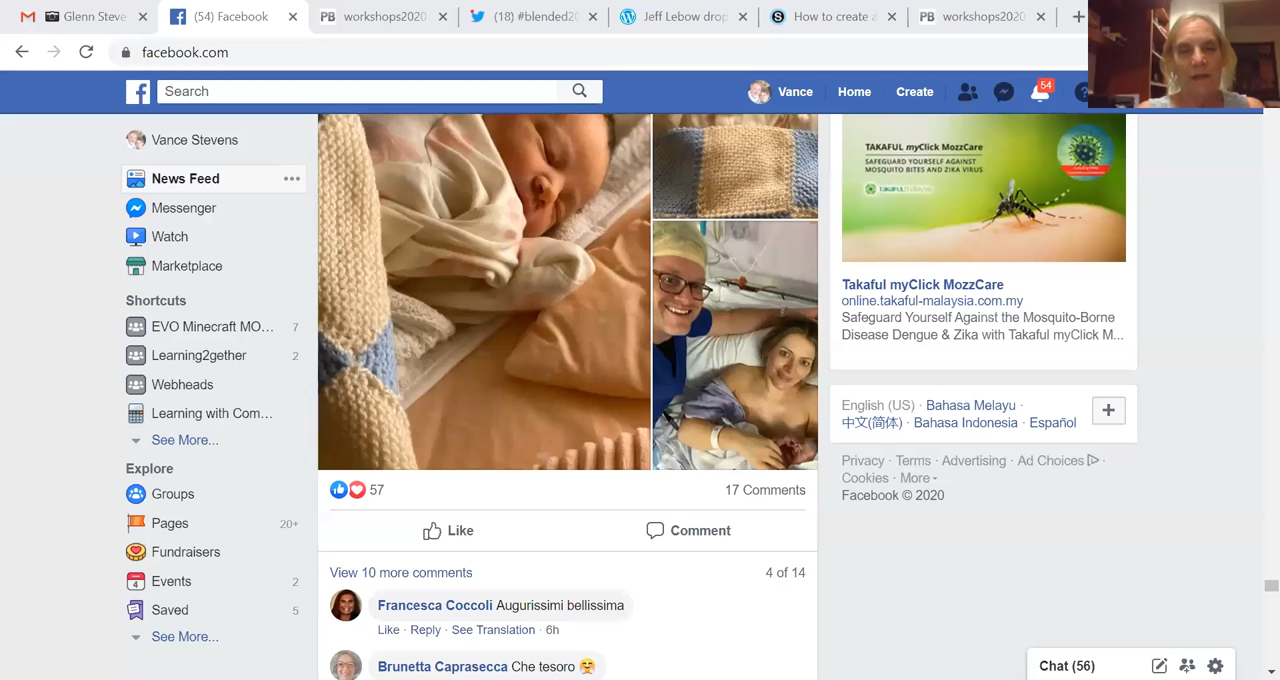 Glenn Steve
(54) Facebook
workshops2020
(18) #blended20
Jeff Lebow drop
How to create a
workshops2020
facebook.com
Search
Vance
Home
Create
54
Vance Stevens
News Feed
Messenger
Watch
Marketplace
Shortcuts
EVO Minecraft MO... 7
Learning2gether 2
Webheads
Learning with Com...
See More...
Explore
Groups
Pages 20+
Fundraisers
Events 2
Saved 5
See More...
57
17 Comments
Like
Comment
View 10 more comments
4 of 14
Francesca Coccoli Augurissimi bellissima
Like · Reply · See Translation · 6h
Brunetta Caprasecca Che tesoro
TAKAFUL myClick MozzCare
SAFEGUARD YOURSELF AGAINST
MOSQUITO BITES AND ZIKA VIRUS
Takaful myClick MozzCare
online.takaful-malaysia.com.my
Safeguard Yourself Against the Mosquito-Borne
Disease Dengue & Zika with Takaful myClick M...
English (US) · Bahasa Melayu ·
中文(简体) · Bahasa Indonesia · Español
Privacy · Terms · Advertising · Ad Choices ·
Cookies · More
Facebook © 2020
Chat (56)